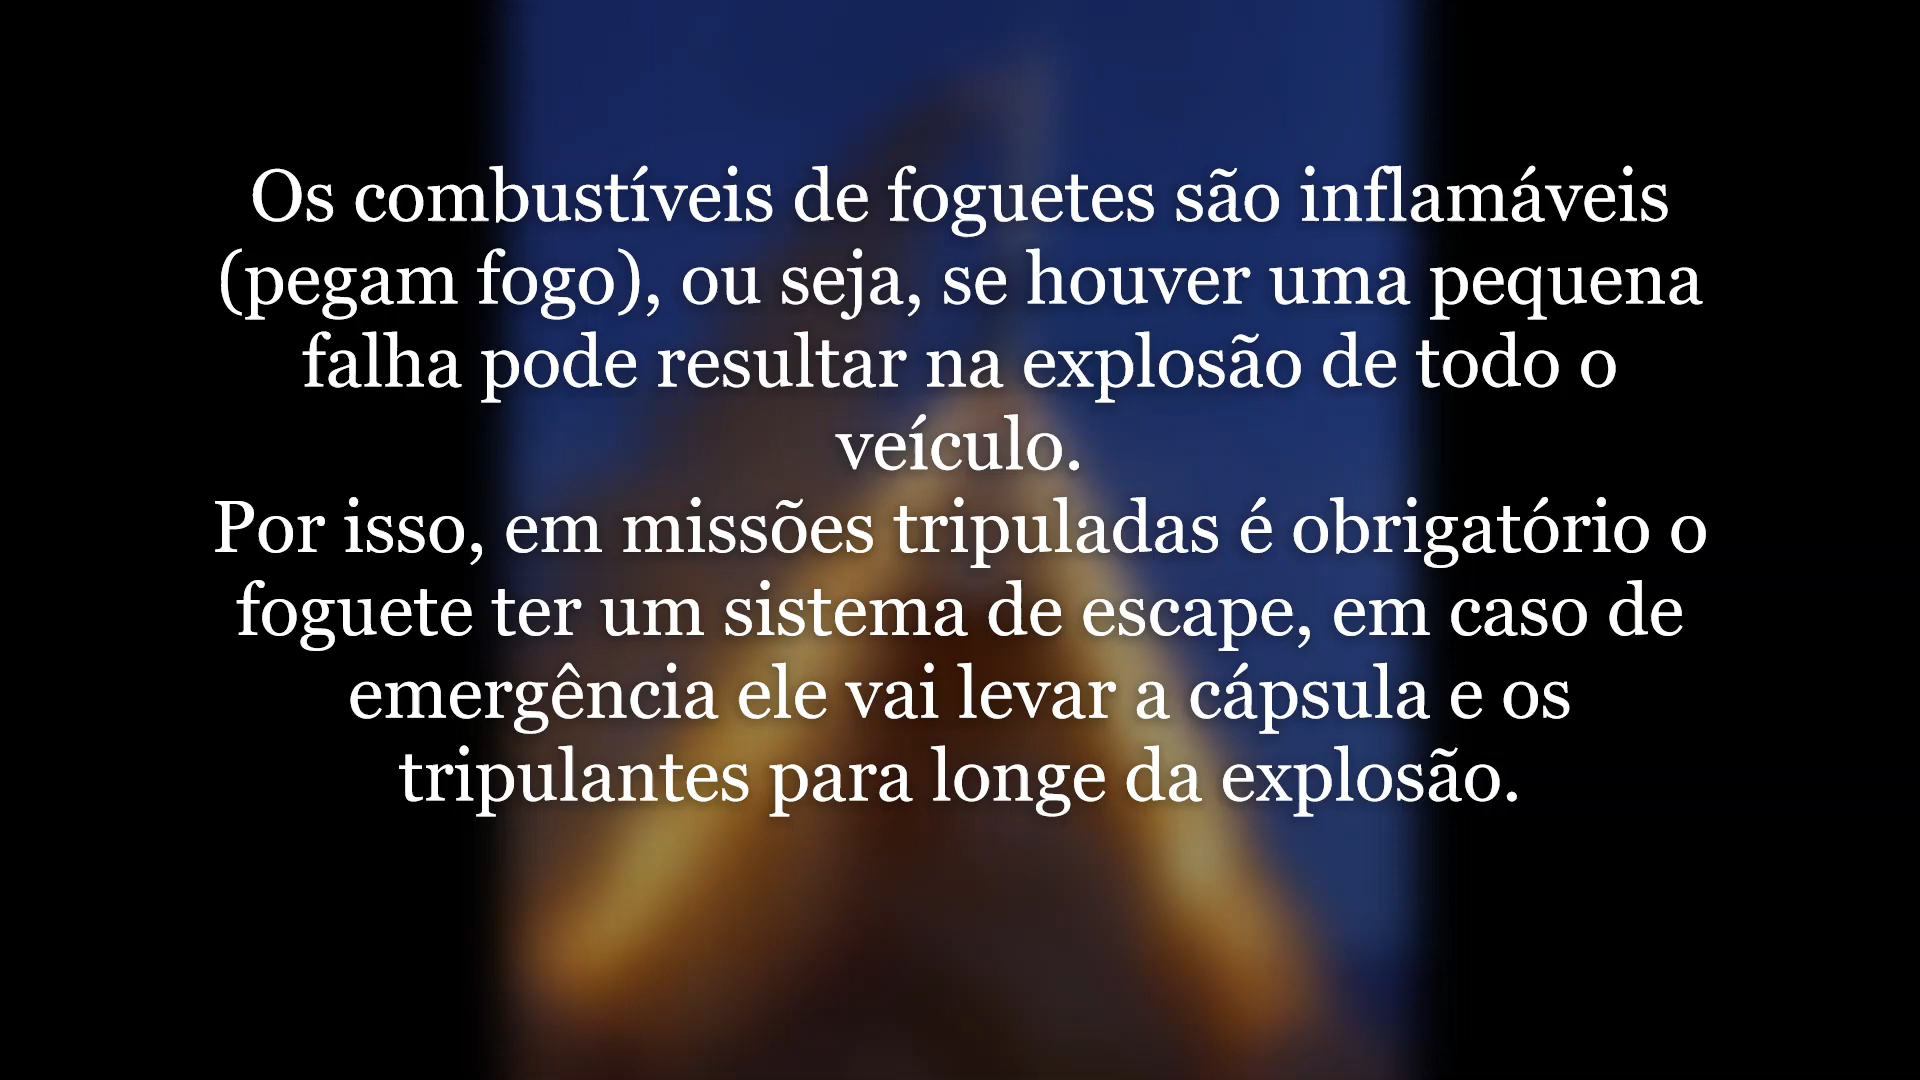 Os combustíveis de foguetes são inflamáveis
(pegam fogo), ou seja, se houver uma pequena
falha pode resultar na explosão de todo o
veículo.
Por isso, em missões tripuladas é obrigatório o
foguete ter um sistema de escape, em caso de
emergência ele vai levar a cápsula e os
tripulantes para longe da explosão.